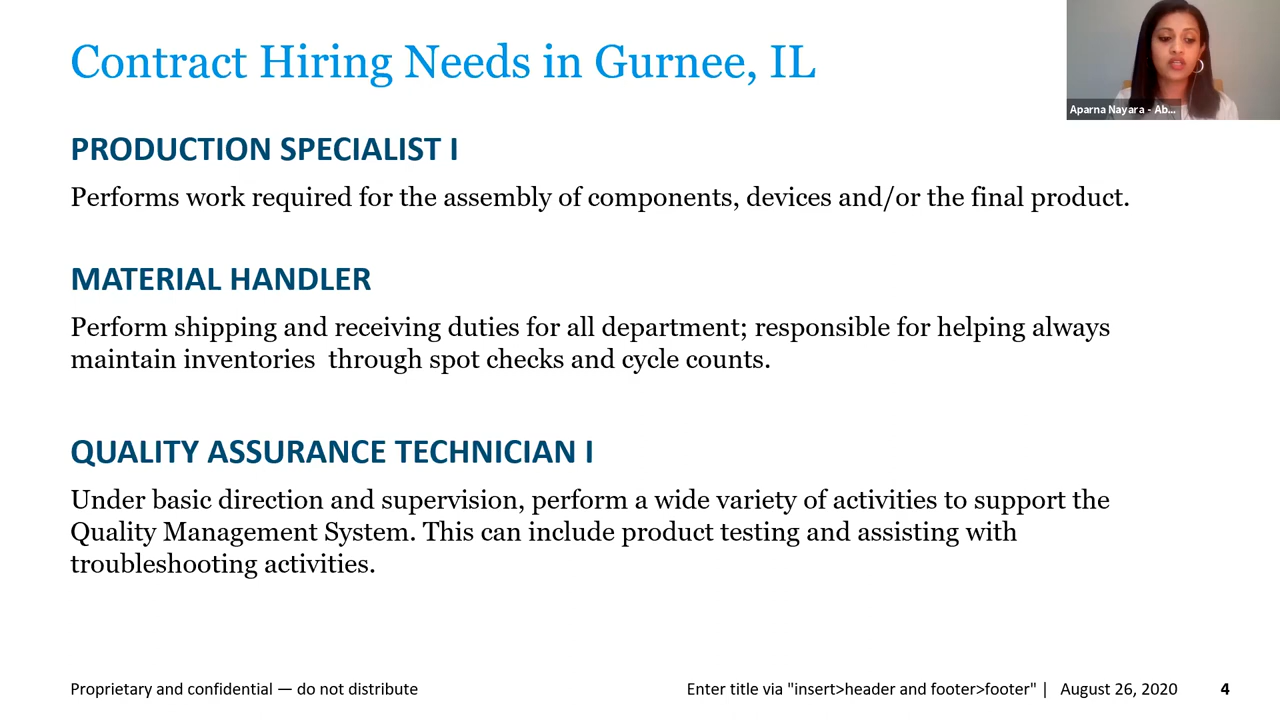 Contract Hiring Needs in Gurnee, IL
Aparna Nayara - Ab...
PRODUCTION SPECIALIST I
Performs work required for the assembly of components, devices and/or the final product.
MATERIAL HANDLER
Perform shipping and receiving duties for all department; responsible for helping always
maintain inventories  through spot checks and cycle counts.
QUALITY ASSURANCE TECHNICIAN I
Under basic direction and supervision, perform a wide variety of activities to support the
Quality Management System. This can include product testing and assisting with
troubleshooting activities.
Proprietary and confidential — do not distribute
Enter title via "insert>header and footer>footer" | August 26, 2020 4